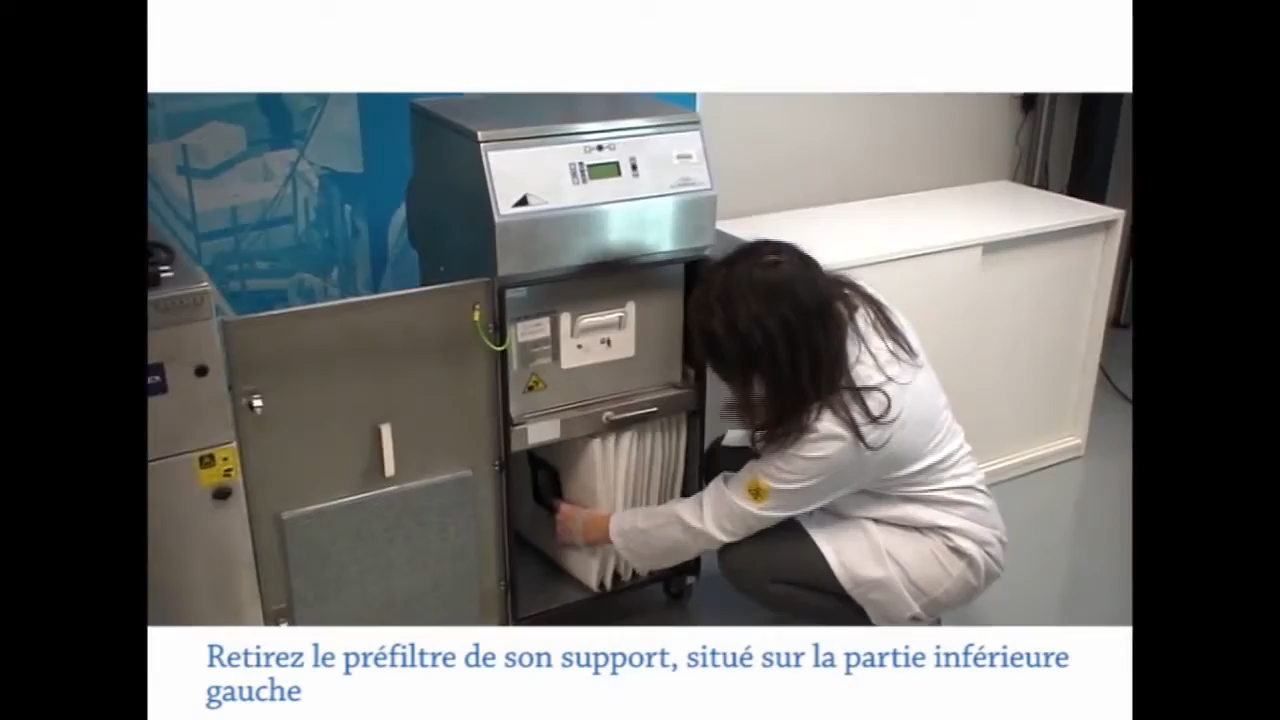 Retirez le préfiltre de son support, situé sur la partie inférieure
gauche